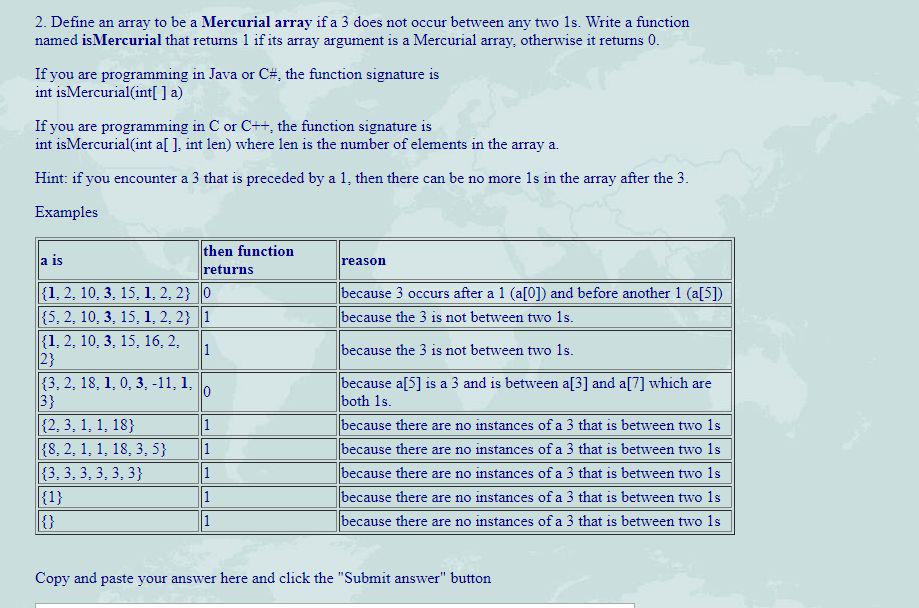 2. Define an array to be a Mercurial array if a 3 does not occur between any two 1s. Write a function
named isMercurial that returns 1 if its array argument is a Mercurial array, otherwise it returns 0.
If you are programming in Java or C#, the function signature is
int isMercurial(int[ ] a)
If you are programming in C or C++, the function signature is
int isMercurial(int a[ ], int len) where len is the number of elements in the array a.
Hint: if you encounter a 3 that is preceded by a 1, then there can be no more 1s in the array after the 3.
Examples
a is
then function
returns
reason
{1, 2, 10, 3, 15, 1, 2, 2}
0
because 3 occurs after a 1 (a[0]) and before another 1 (a[5])
{5, 2, 10, 3, 15, 1, 2, 2}
1
because the 3 is not between two 1s.
{1, 2, 10, 3, 15, 16, 2,
2}
1
because the 3 is not between two 1s.
{3, 2, 18, 1, 0, 3, -11, 1,
3}
0
because a[5] is a 3 and is between a[3] and a[7] which are
both 1s.
{2, 3, 1, 1, 18}
1
because there are no instances of a 3 that is between two 1s
{8, 2, 1, 1, 18, 3, 5}
1
because there are no instances of a 3 that is between two 1s
{3, 3, 3, 3, 3, 3}
1
because there are no instances of a 3 that is between two 1s
{1}
1
because there are no instances of a 3 that is between two 1s
{}
1
because there are no instances of a 3 that is between two 1s
Copy and paste your answer here and click the "Submit answer" button